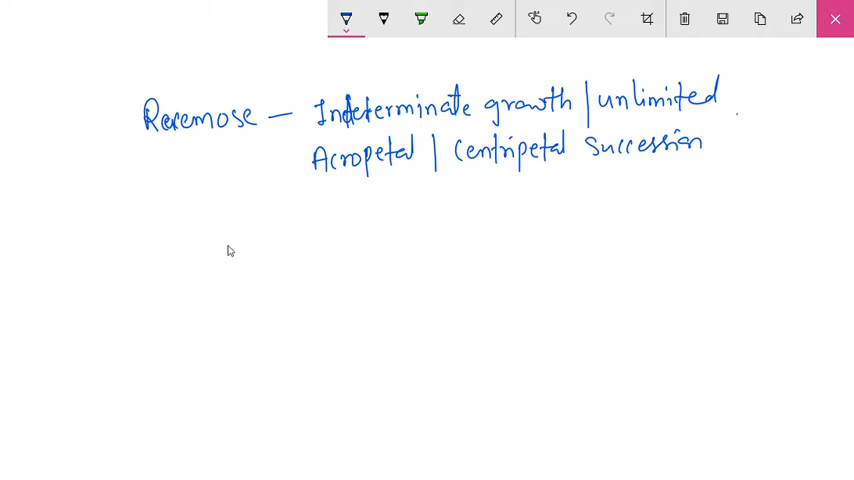 Racemose — Indeterminate growth | unlimited.
Acropetal | Centripetal Succession